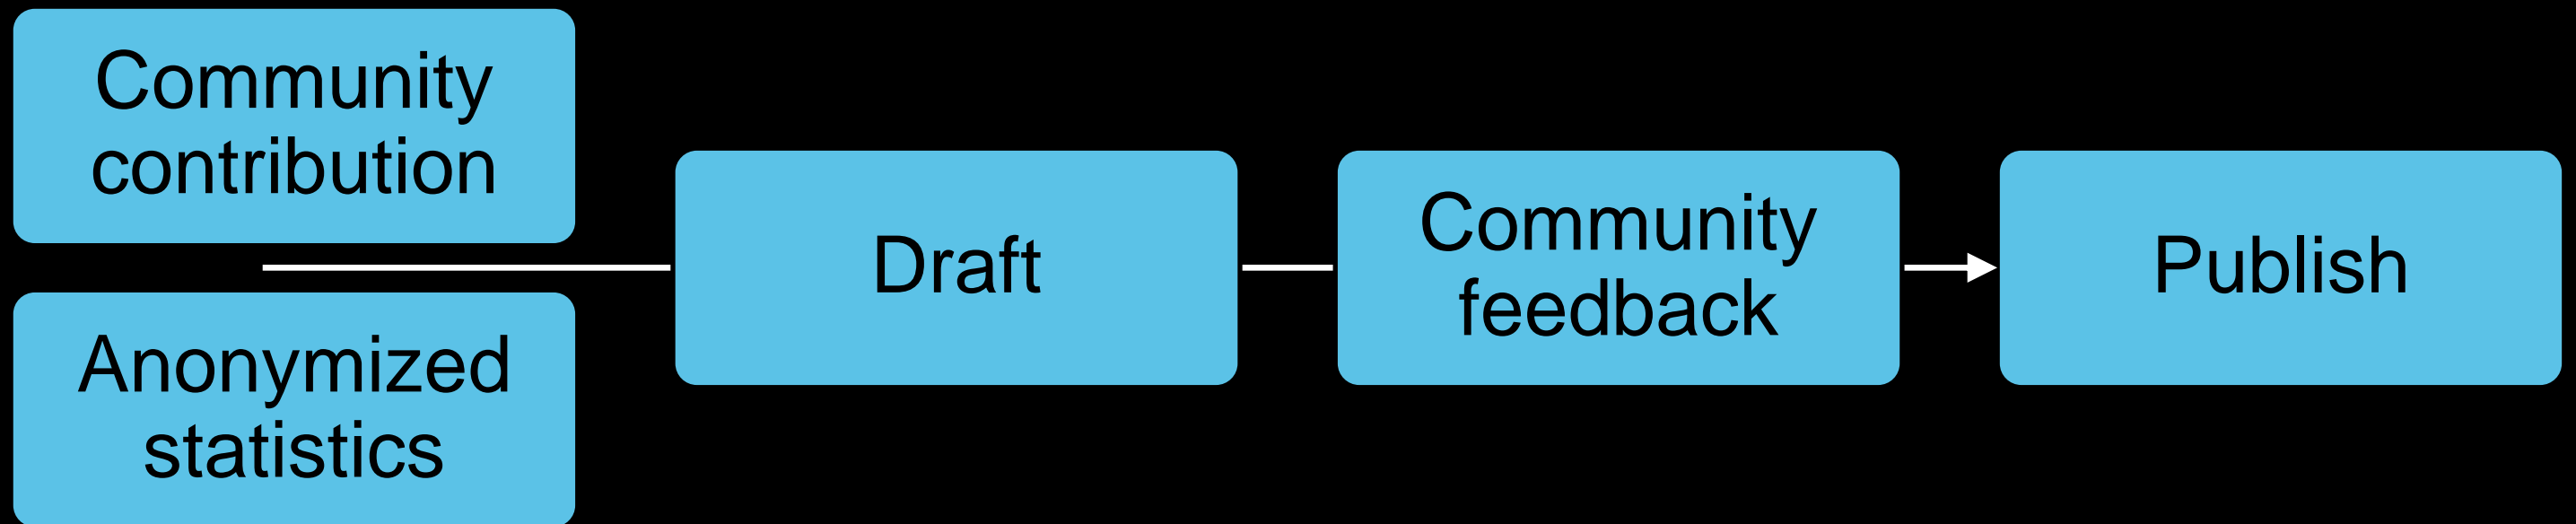 Community
contribution
Anonymized
statistics
Draft
Community
feedback
Publish